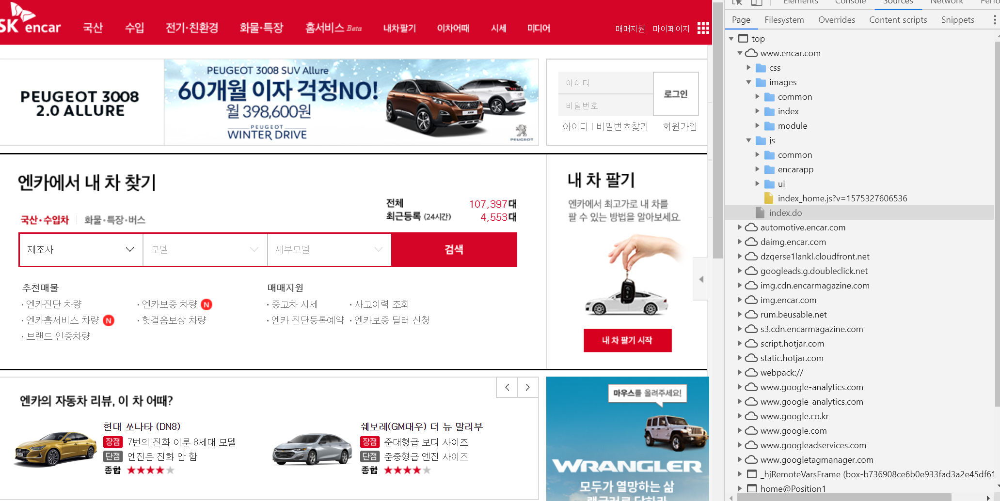 SK encar
국산 수입 전기·친환경 화물·특장 홈서비스 Beta 내차팔기 이차어때 시세 미디어
매매지원 마이페이지
PEUGEOT 3008
2.0 ALLURE
PEUGEOT 3008 SUV Allure
60개월 이자 걱정NO!
월 398,600원
PEUGEOT
WINTER DRIVE
PEUGEOT
아이디
비밀번호
로그인
아이디 | 비밀번호찾기 회원가입
엔카에서 내 차 찾기
전체 107,397대
최근등록 (24시간) 4,553대
국산·수입차 화물·특장·버스
제조사 모델 세부모델 검색
추천매물
· 엔카진단 차량 · 엔카보증 차량 N
· 엔카홈서비스 차량 N · 헛걸음보상 차량
· 브랜드 인증차량
매매지원
· 중고차 시세 · 사고이력 조회
· 엔카 진단등록예약 · 엔카보증 딜러 신청
내 차 팔기
엔카에서 최고가로 내 차를
팔 수 있는 방법을 알아보세요.
내 차 팔기 시작
엔카의 자동차 리뷰, 이 차 어때?
현대 쏘나타 (DN8)
장점 7번의 진화 이룬 8세대 모델
단점 엔진은 진화 안 함
종합 ★★★★★
쉐보레(GM대우) 더 뉴 말리부
장점 준대형급 보디 사이즈
단점 준중형급 엔진 사이즈
종합 ★★★★★
마우스를 올려주세요!
WRANGLER
모두가 열망하는 삶
Elements Console Sources Network
Page Filesystem Overrides Content scripts Snippets
top
www.encar.com
css
images
common
index
module
js
common
encarapp
ui
index_home.js?v=1575327606536
index.do
automotive.encar.com
daimg.encar.com
dzqerse1lankl.cloudfront.net
googleads.g.doubleclick.net
img.cdn.encarmagazine.com
img.encar.com
rum.beusable.net
s3.cdn.encarmagazine.com
script.hotjar.com
static.hotjar.com
webpack://
www.google-analytics.com
www.google-analytics.com
www.google.co.kr
www.google.com
www.googleadservices.com
www.googletagmanager.com
_hjRemoteVarsFrame (box-b736908ce6b0e933fad3a2e45df61
home@Position1